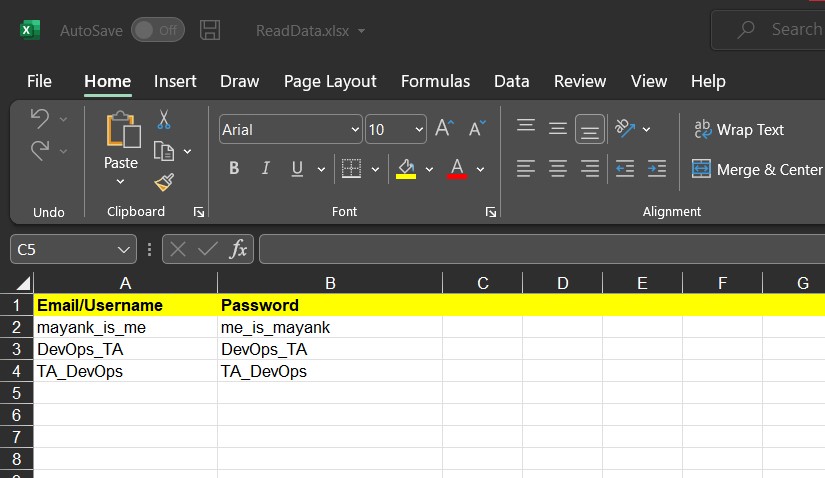 AutoSave Off ReadData.xlsx Search
File Home Insert Draw Page Layout Formulas Data Review View Help
Arial 10 ab Wrap Text
Paste B I U A Merge & Center
Undo Clipboard Font Alignment
C5 fx
A B C D E F G
1 Email/Username Password
2 mayank_is_me me_is_mayank
3 DevOps_TA DevOps_TA
4 TA_DevOps TA_DevOps
5
6
7
8